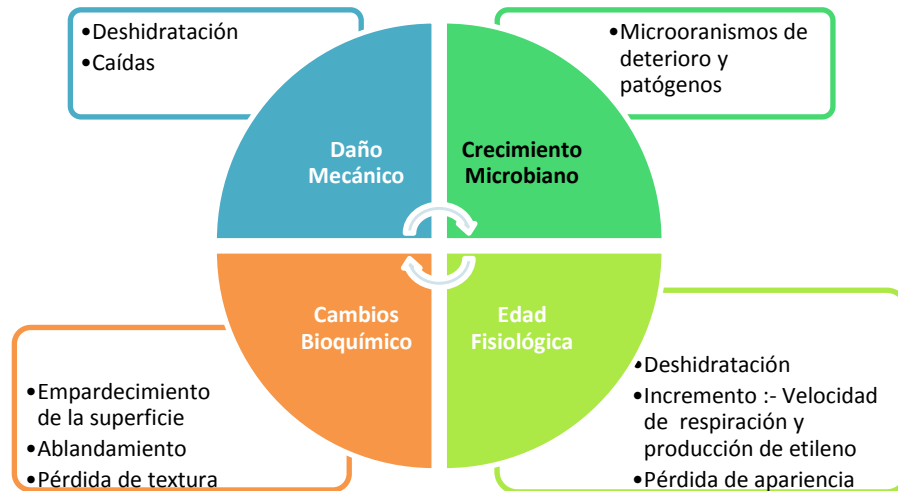 •Deshidratación
•Caídas
•Microoranismos de
deterioro y
patógenos
Daño
Mecánico
Crecimiento
Microbiano
Cambios
Bioquímico
Edad
Fisiológica
•Empardecimiento
de la superficie
•Ablandamiento
•Pérdida de textura
•Deshidratación
•Incremento :- Velocidad
de respiración y
producción de etileno
•Pérdida de apariencia